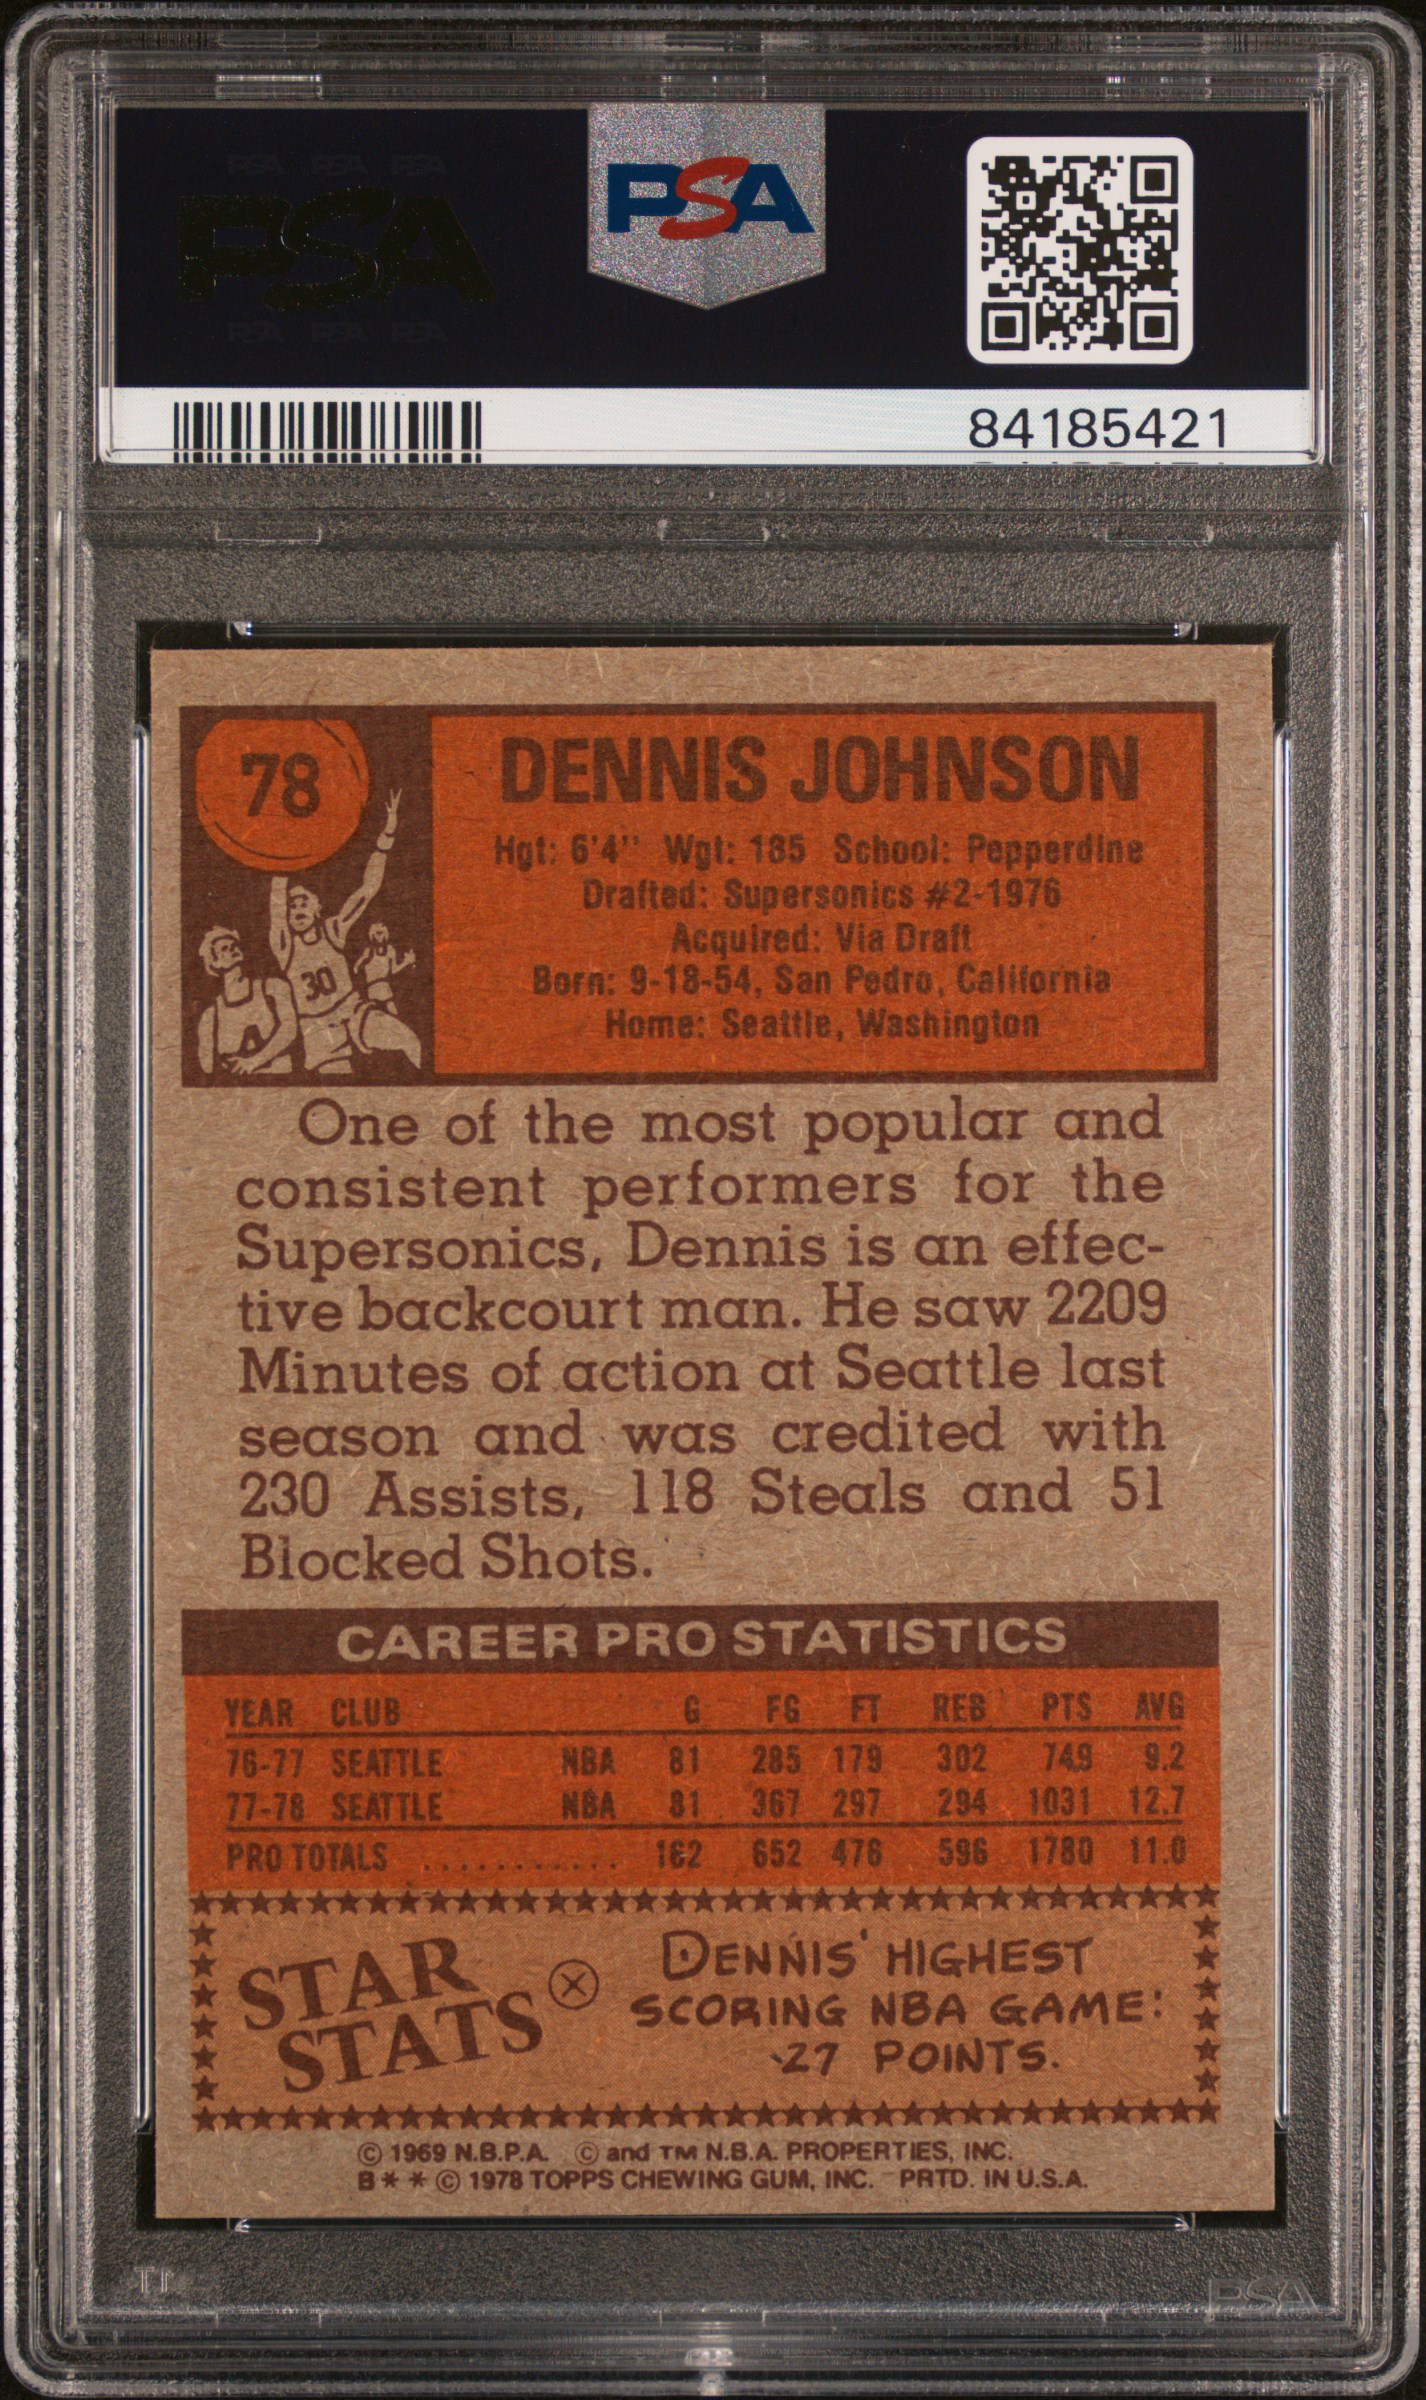 PSA PSA PSA
PSA
PSA PSA PSA
PSA
84185421
78
30
DENNIS JOHNSON
Hgt: 6'4" Wgt: 185 School: Pepperdine
Drafted: Supersonics #2-1976
Acquired: Via Draft
Born: 9-18-54, San Pedro, California
Home: Seattle, Washington
One of the most popular and
consistent performers for the
Supersonics, Dennis is an effec-
tive backcourt man. He saw 2209
Minutes of action at Seattle last
season and was credited with
230 Assists, 118 Steals and 51
Blocked Shots.
CAREER PRO STATISTICS
YEAR CLUB G FG FT REB PTS AVG
76-77 SEATTLE NBA 81 285 179 302 749 9.2
77-78 SEATTLE NBA 81 367 297 294 1031 12.7
PRO TOTALS ........... 162 652 476 596 1780 11.0
STAR
STATS
DENNIS' HIGHEST
SCORING NBA GAME:
27 POINTS.
© 1969 N.B.P.A. © and TM N.B.A. PROPERTIES, INC.
B * * © 1978 TOPPS CHEWING GUM, INC. PRTD. IN U.S.A.
PSA